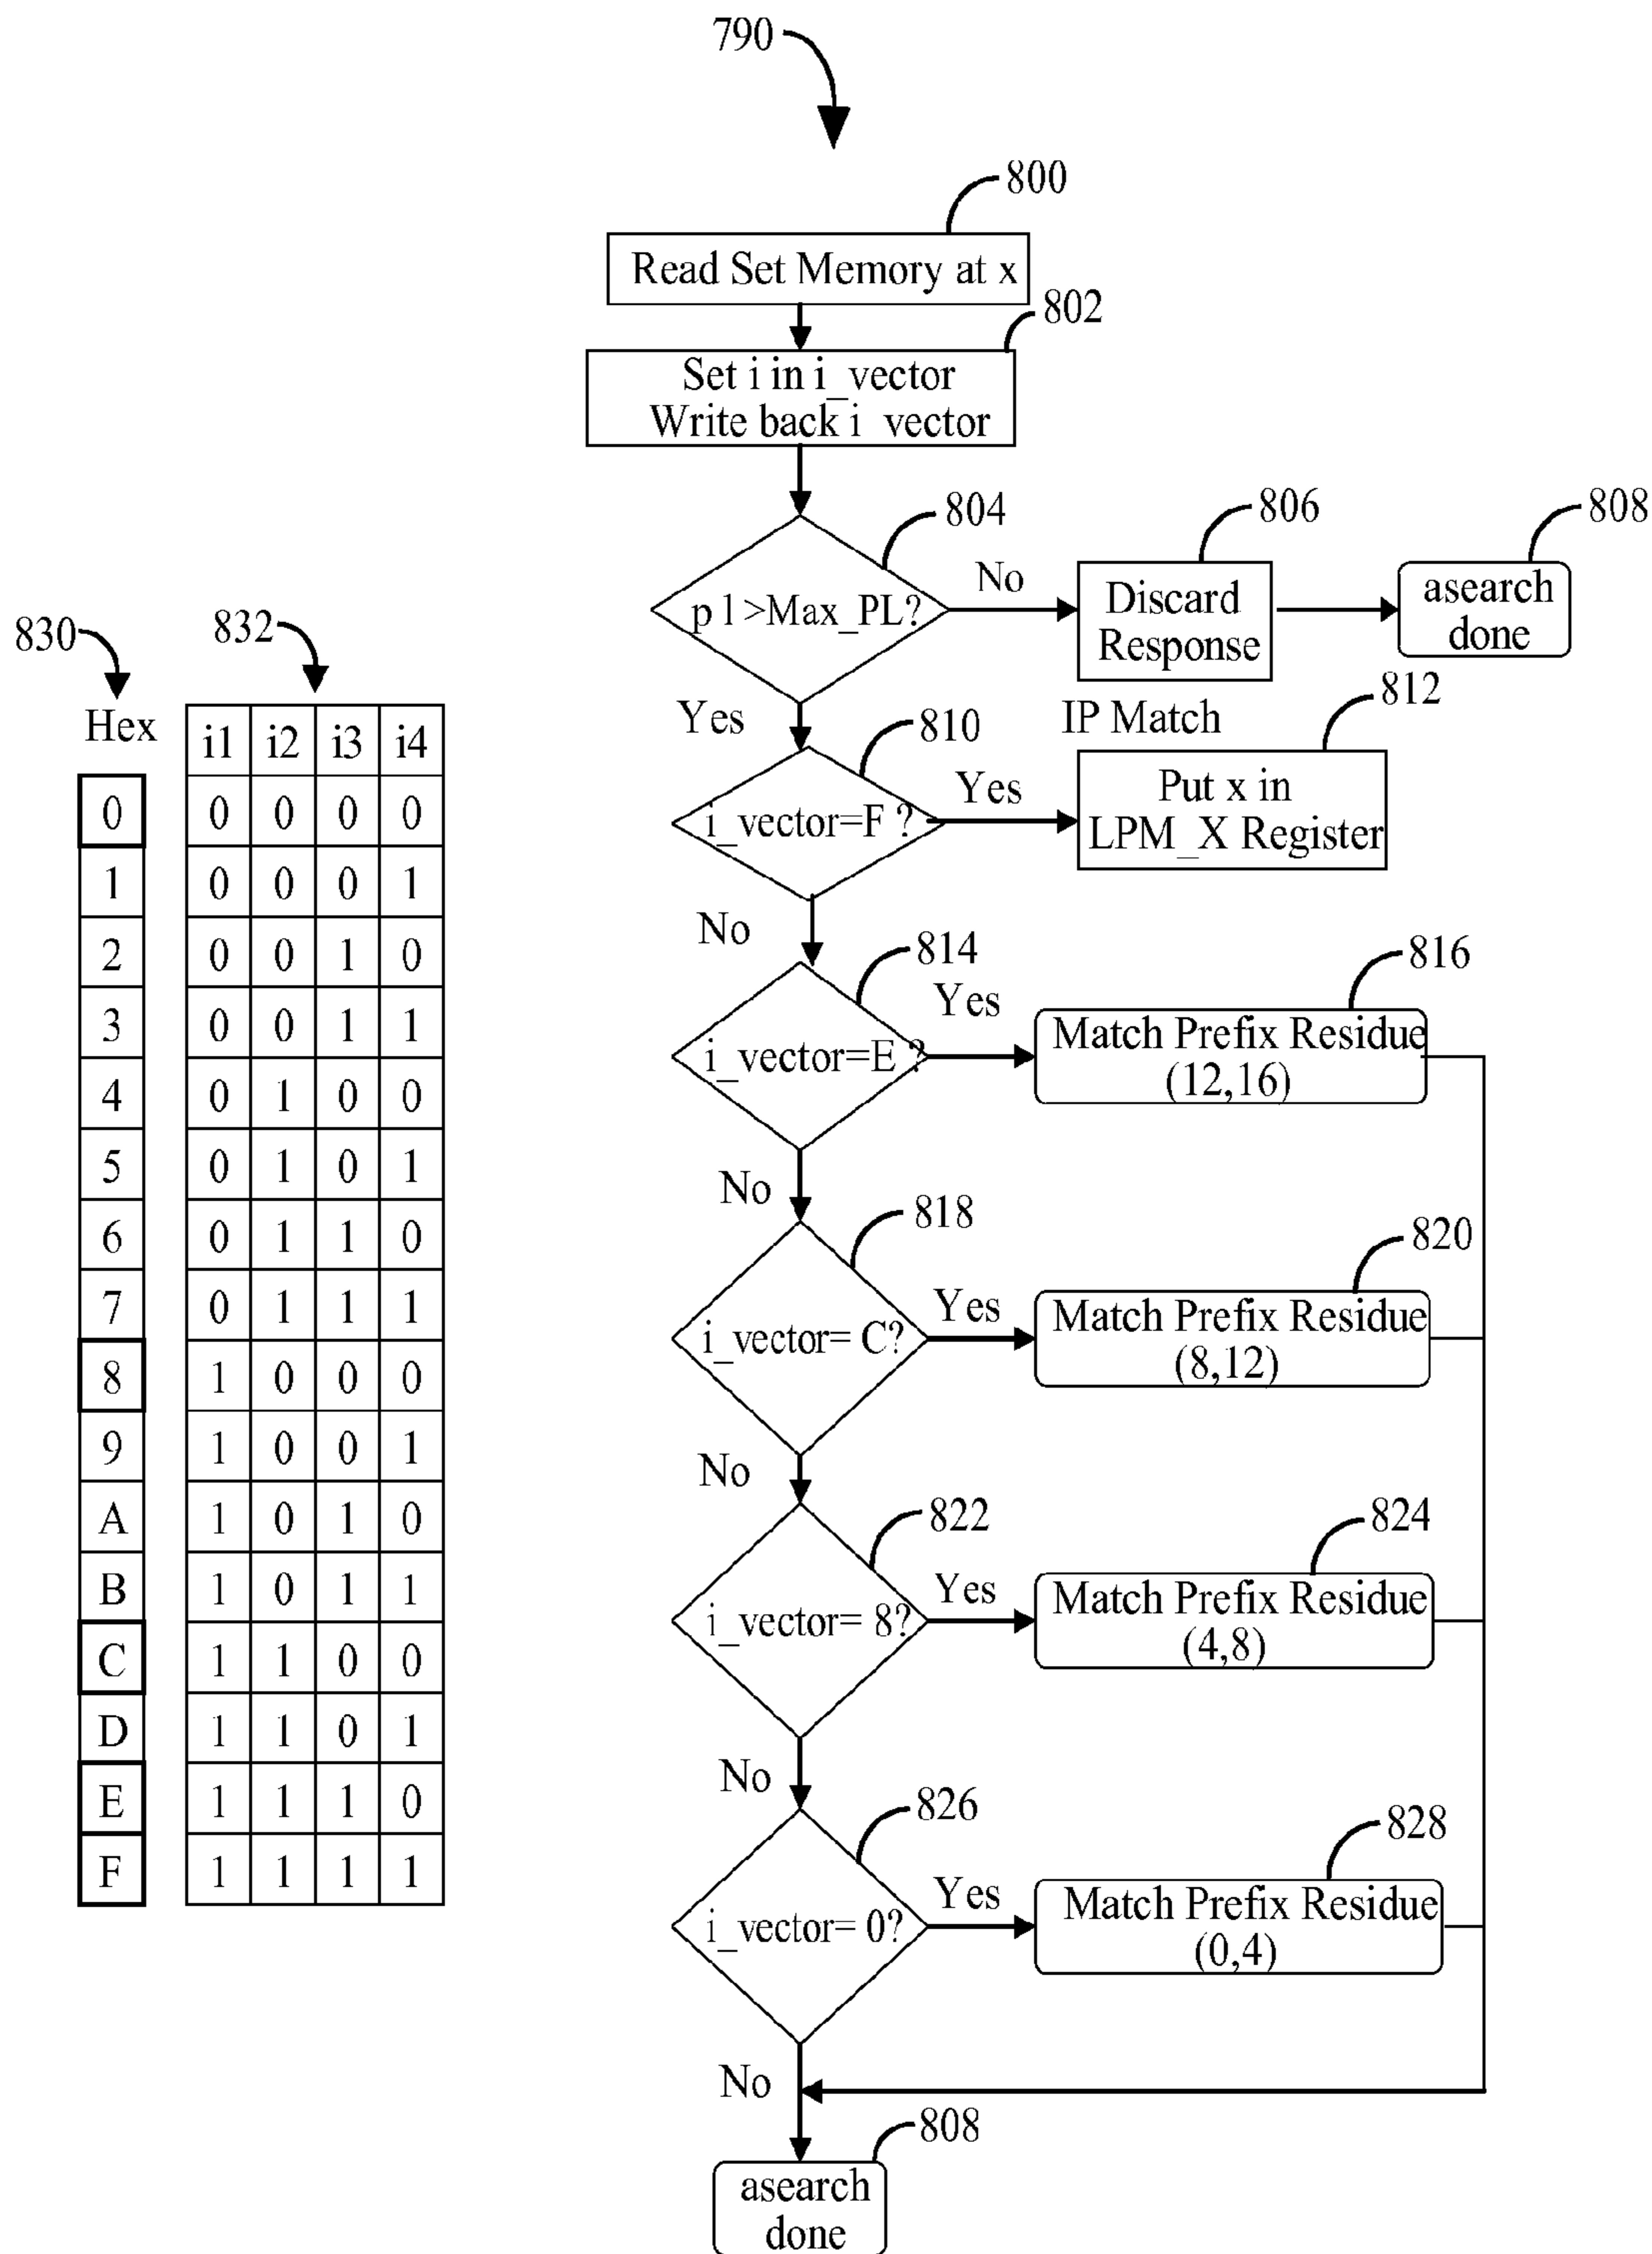 790
800
Read Set Memory at x
802
Set i in i_vector
Write back i_vector
804
806
808
p l >Max_PL?
No
Discard
Response
asearch
done
Yes
810
IP Match
812
i_vector=F ?
Yes
Put x in
LPM_X Register
No
814
816
i_vector=E ?
Yes
Match Prefix Residue
(12,16)
No
818
820
i_vector= C?
Yes
Match Prefix Residue
(8,12)
No
822
824
i_vector= 8?
Yes
Match Prefix Residue
(4,8)
No
826
828
i_vector= 0?
Yes
Match Prefix Residue
(0,4)
No
808
asearch
done
830
832
Hex i1 i2 i3 i4
0 0 0 0 0
1 0 0 0 1
2 0 0 1 0
3 0 0 1 1
4 0 1 0 0
5 0 1 0 1
6 0 1 1 0
7 0 1 1 1
8 1 0 0 0
9 1 0 0 1
A 1 0 1 0
B 1 0 1 1
C 1 1 0 0
D 1 1 0 1
E 1 1 1 0
F 1 1 1 1